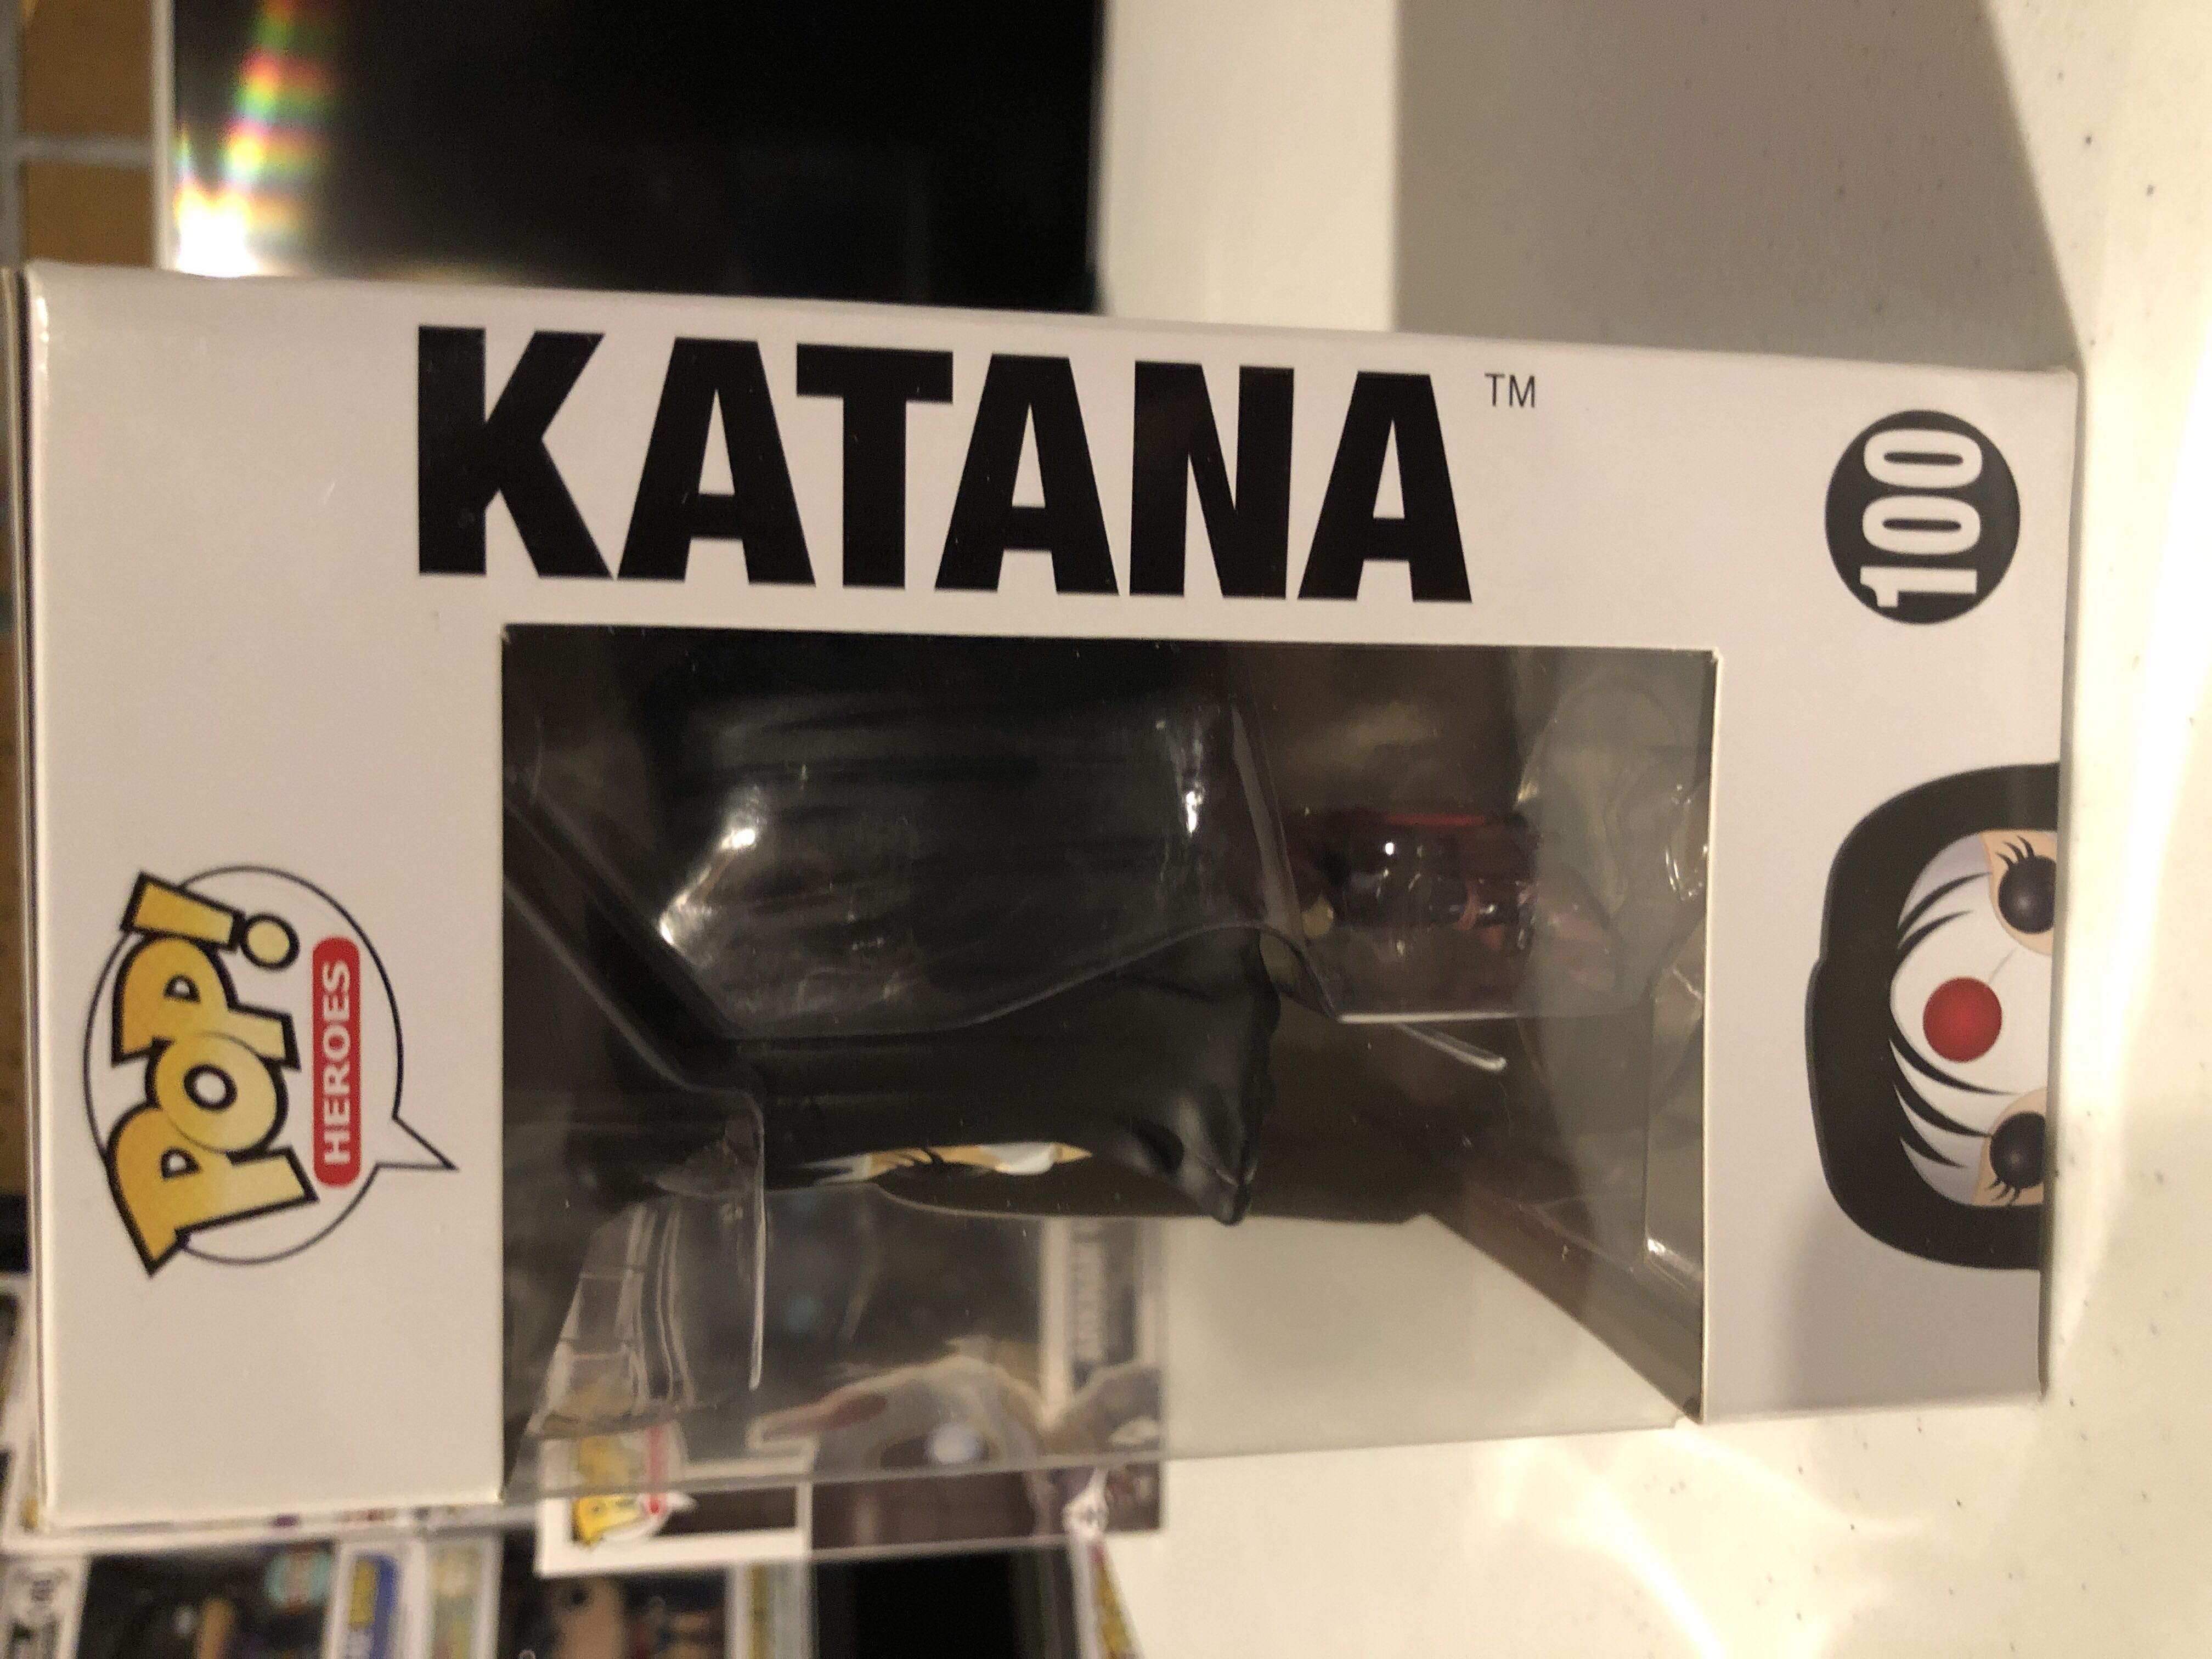 POP!
HEROES
KATANA™
100